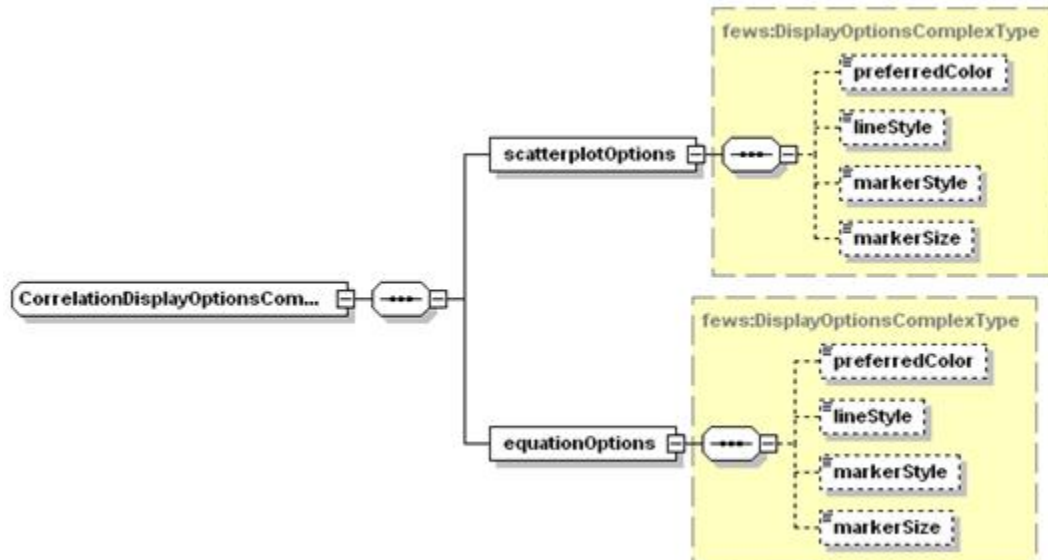 fews:DisplayOptionsComplexType
preferredColor
lineStyle
scatterplotOptions
markerStyle
markerSize
CorrelationDisplayOptionsCom...
fews:DisplayOptionsComplexType
preferredColor
lineStyle
equationOptions
markerStyle
markerSize